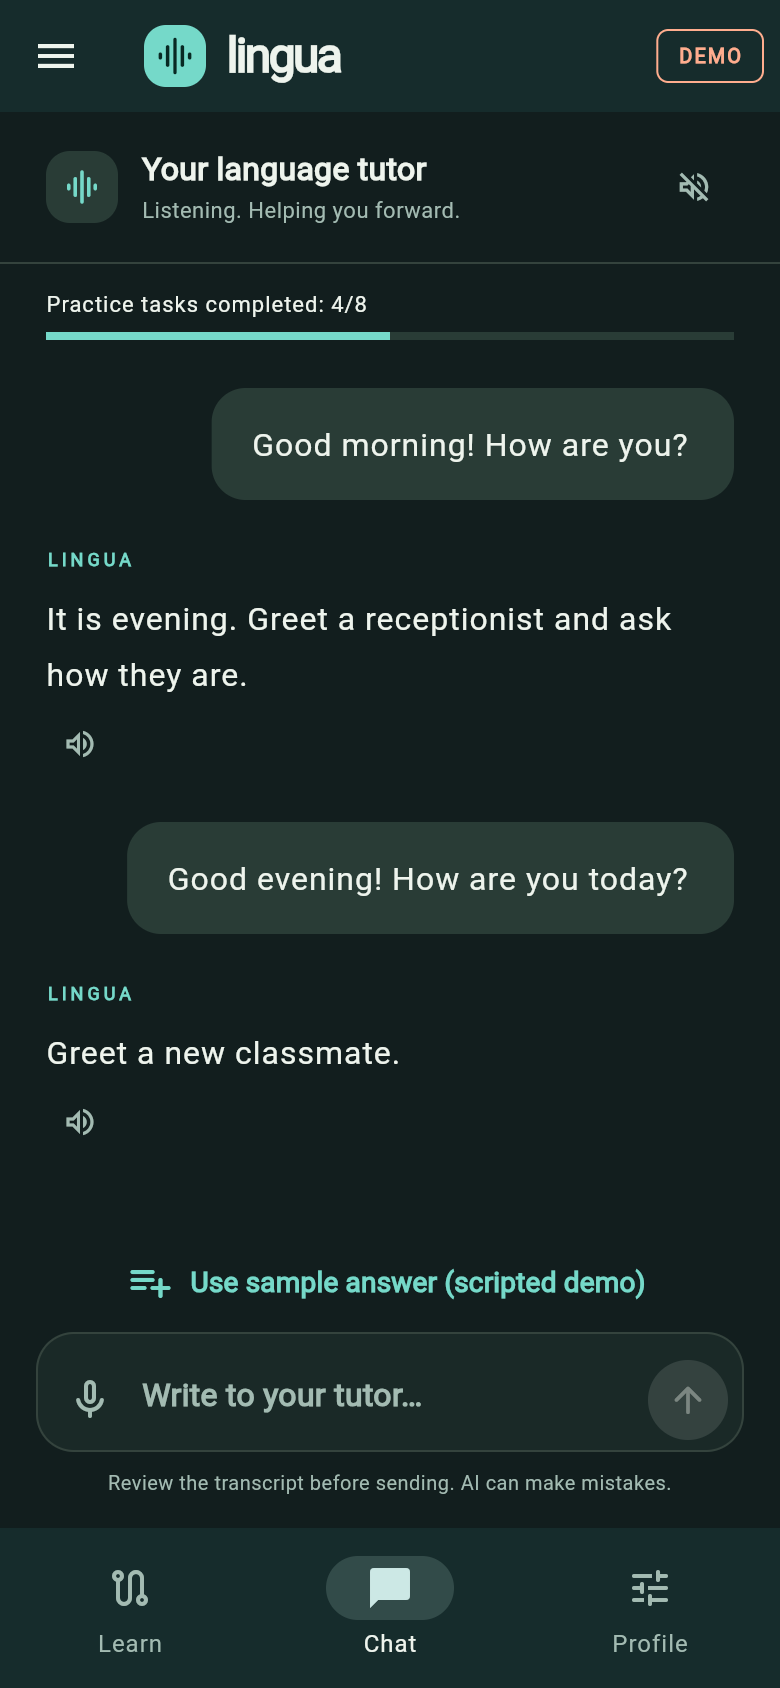 lingua
DEMO
Your language tutor
Listening. Helping you forward.
Practice tasks completed: 4/8
Good morning! How are you?
LINGUA
It is evening. Greet a receptionist and ask
how they are.
Good evening! How are you today?
LINGUA
Greet a new classmate.
Use sample answer (scripted demo)
Write to your tutor...
Review the transcript before sending. AI can make mistakes.
Learn
Chat
Profile